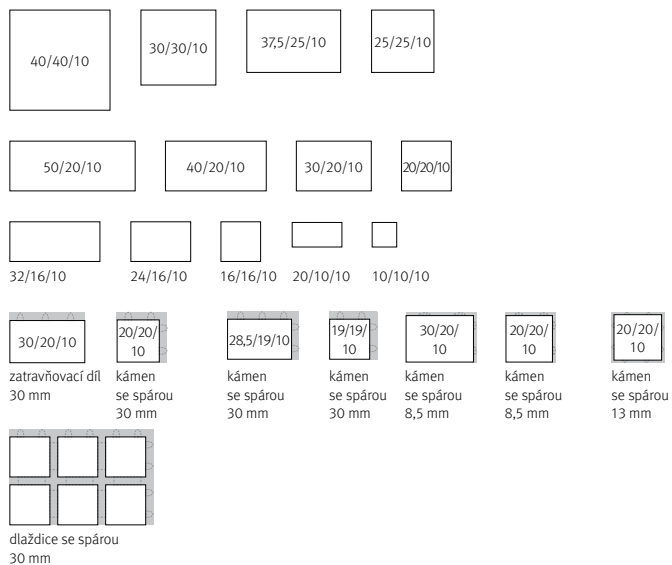 40/40/10
30/30/10
37,5/25/10
25/25/10
50/20/10
40/20/10
30/20/10
20/20/10
32/16/10
24/16/10
16/16/10
20/10/10
10/10/10
30/20/10
zatravňovací díl
30 mm
20/20/
10
kámen
se spárou
30 mm
28,5/19/10
kámen
se spárou
30 mm
19/19/
10
kámen
se spárou
30 mm
30/20/
10
kámen
se spárou
8,5 mm
20/20/
10
kámen
se spárou
8,5 mm
20/20/
10
kámen
se spárou
13 mm
dlaždice se spárou
30 mm